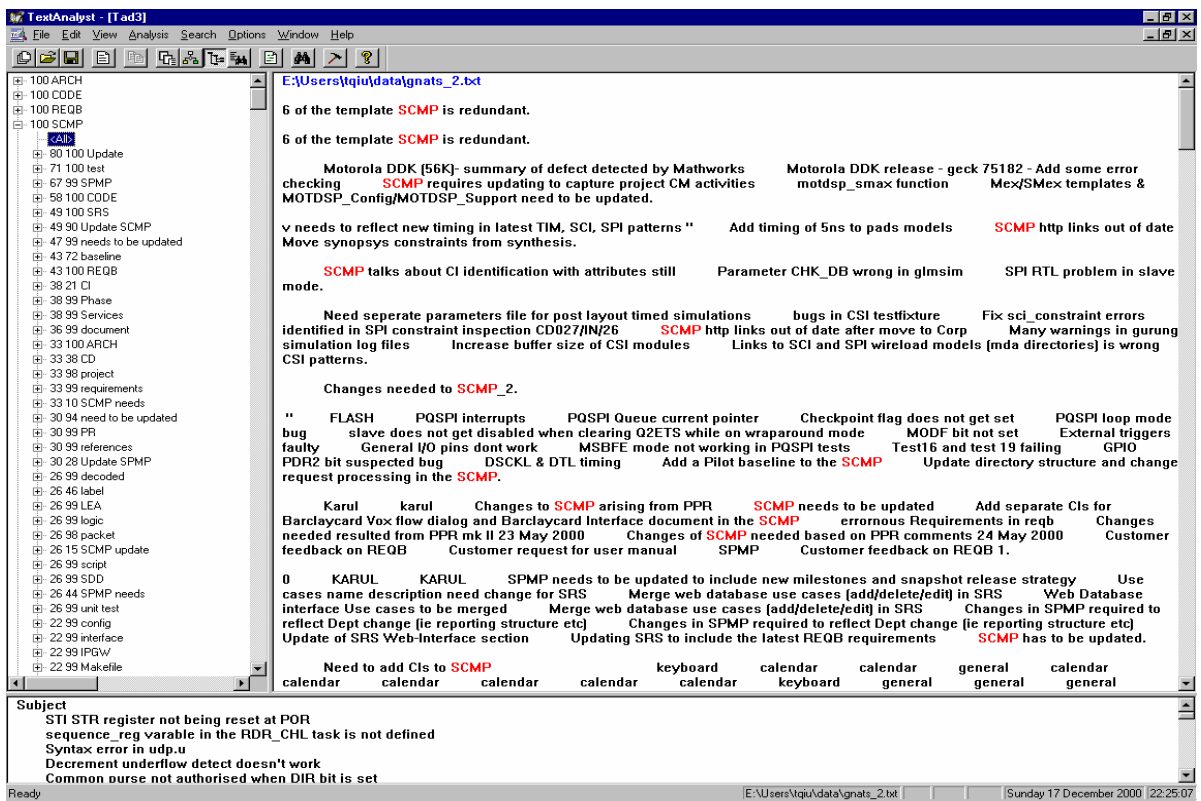 TextAnalyst - [Tad3]
File Edit View Analysis Search Options Window Help
100 ARCH
100 CODE
100 REQB
100 SCMP
<All>
80 100 Update
71 100 test
67 99 SPMP
58 100 CODE
49 100 SRS
49 90 Update SCMP
47 99 needs to be updated
43 72 baseline
43 100 REQB
38 21 CI
38 99 Phase
38 99 Services
36 99 document
33 100 ARCH
33 38 CD
33 98 project
33 99 requirements
33 10 SCMP needs
30 94 need to be updated
30 99 PR
30 99 references
30 28 Update SPMP
26 99 decoded
26 46 label
26 99 LEA
26 99 logic
26 98 packet
26 15 SCMP update
26 99 script
26 99 SDD
26 44 SPMP needs
26 99 unit test
22 99 config
22 99 interface
22 99 IPGW
22 99 Makefile
E:\Users\tqiu\data\gnats_2.txt
6 of the template SCMP is redundant.
6 of the template SCMP is redundant.
Motorola DDK (56K)- summary of defect detected by Mathworks Motorola DDK release - geck 75182 - Add some error
checking SCMP requires updating to capture project CM activities motdsp_smax function Mex/SMex templates &
MOTDSP_Config/MOTDSP_Support need to be updated.
v needs to reflect new timing in latest TIM, SCI, SPI patterns " Add timing of 5ns to pads models SCMP http links out of date
Move synopsys constraints from synthesis.
SCMP talks about CI identification with attributes still Parameter CHK_DB wrong in glmsim SPI RTL problem in slave
mode.
Need seperate parameters file for post layout timed simulations bugs in CSI testfixture Fix sci_constraint errors
identified in SPI constraint inspection CD027/IN/26 SCMP http links out of date after move to Corp Many warnings in gurung
simulation log files Increase buffer size of CSI modules Links to SCI and SPI wireload models (mda directories) is wrong
CSI patterns.
Changes needed to SCMP_2.
" FLASH PQSPI interrupts PQSPI Queue current pointer Checkpoint flag does not get set PQSPI loop mode
bug slave does not get disabled when clearing Q2ETS while on wraparound mode MODF bit not set External triggers
faulty General I/O pins dont work MSBFE mode not working in PQSPI tests Test16 and test 19 failing GPIO
PDR2 bit suspected bug DSCKL & DTL timing Add a Pilot baseline to the SCMP Update directory structure and change
request processing in the SCMP.
Karul karul Changes to SCMP arising from PPR SCMP needs to be updated Add separate CIs for
Barclaycard Vox flow dialog and Barclaycard Interface document in the SCMP errornous Requirements in reqb Changes
needed resulted from PPR mk II 23 May 2000 Changes of SCMP needed based on PPR comments 24 May 2000 Customer
feedback on REQB Customer request for user manual SPMP Customer feedback on REQB 1.
0 KARUL KARUL SPMP needs to be updated to include new milestones and snapshot release strategy Use
cases name description need change for SRS Merge web database use cases (add/delete/edit) in SRS Web Database
interface Use cases to be merged Merge web database use cases (add/delete/edit) in SRS Changes in SPMP required to
reflect Dept change (ie reporting structure etc) Changes in SPMP required to reflect Dept change (ie reporting structure etc)
Update of SRS Web-Interface section Updating SRS to include the latest REQB requirements SCMP has to be updated.
Need to add CIs to SCMP keyboard calendar calendar general calendar
calendar calendar calendar calendar calendar keyboard general general general
Subject
STI STR register not being reset at POR
sequence_reg varable in the RDR_CHL task is not defined
Syntax error in udp.u
Decrement underflow detect doesn't work
Common purse not authorised when DIR bit is set
Ready E:\Users\tqiu\data\gnats_2.txt Sunday 17 December 2000 22:25:07